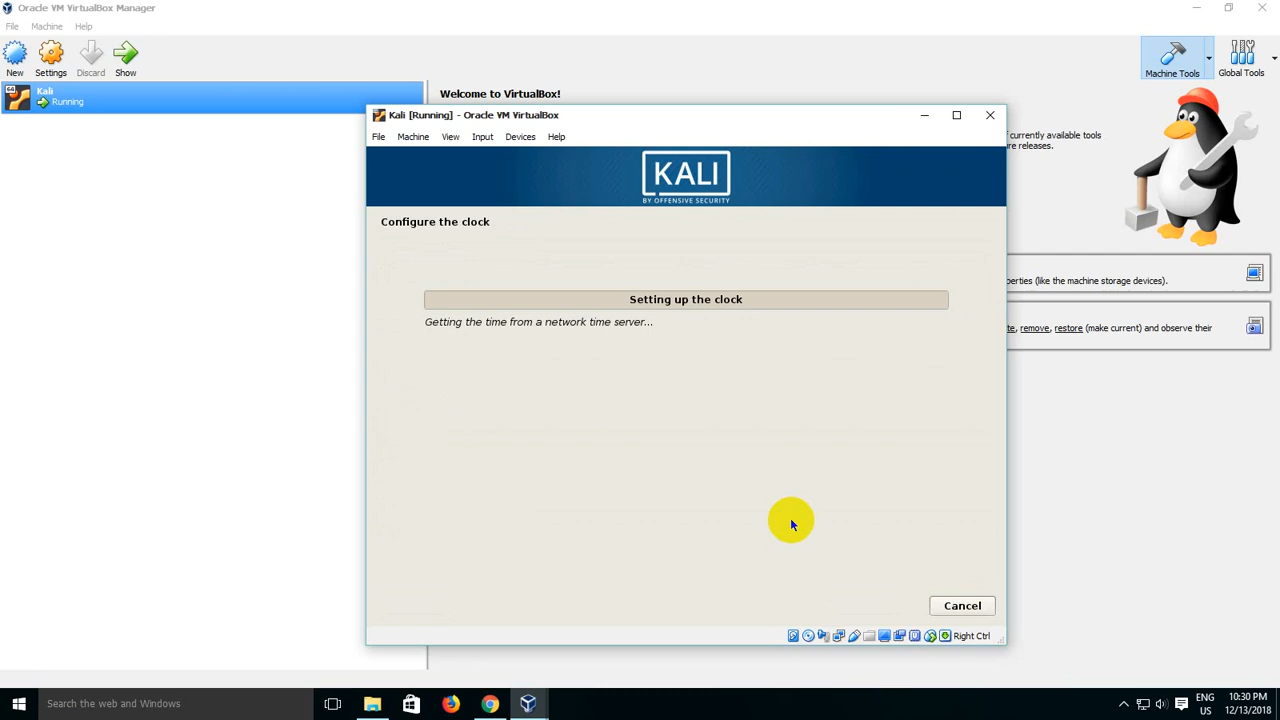 Oracle VM VirtualBox Manager
File Machine Help
New Settings Discard Show
Machine Tools Global Tools
64
Kali
Running
Welcome to VirtualBox!
Kali [Running] - Oracle VM VirtualBox
File Machine View Input Devices Help
of currently available tools
re releases.
KALI
BY OFFENSIVE SECURITY
Configure the clock
perties (like the machine storage devices).
Setting up the clock
Getting the time from a network time server...
te, remove, restore (make current) and observe their
Cancel
Right Ctrl
Search the web and Windows
ENG
US
10:30 PM
12/13/2018